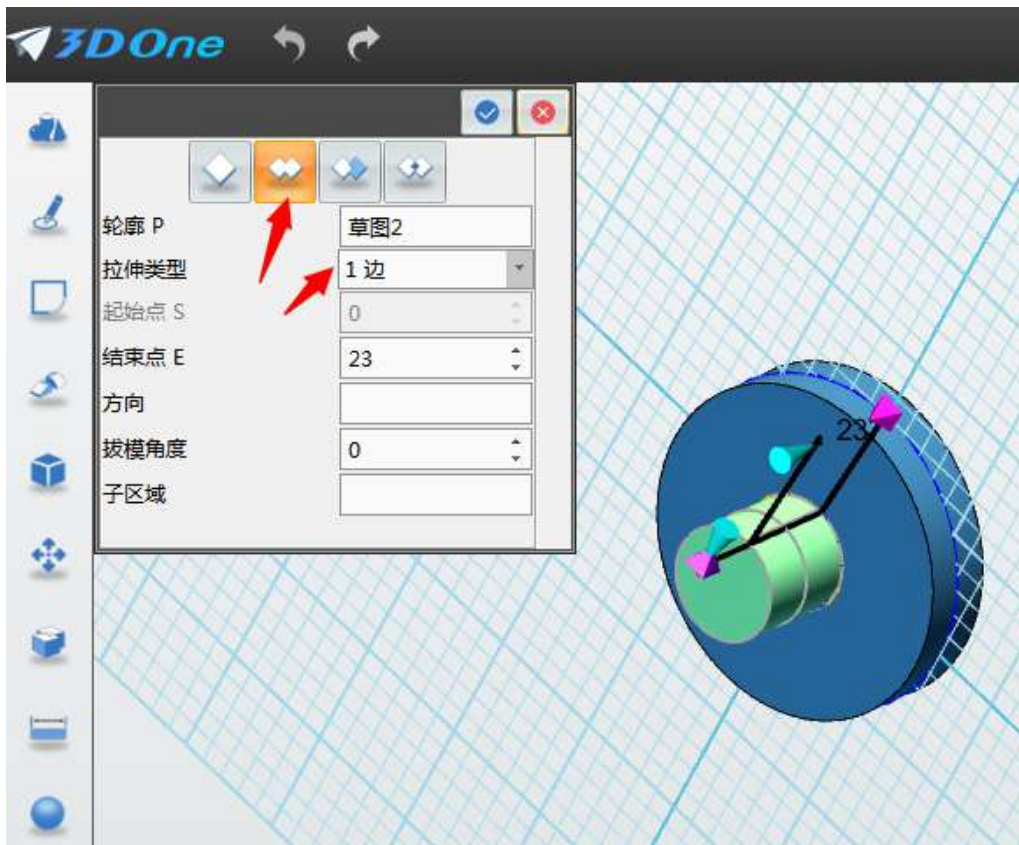 3DOne
轮廓 P 草图2
拉伸类型 1 边
起始点 S 0
结束点 E 23
方向
拔模角度 0
子区域
23